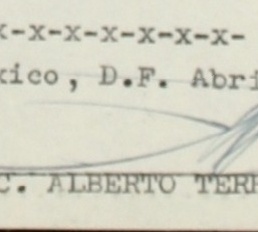 x-x-x-x-x-x-x-
xico, D.F. Abri
C. ALBERTO TERR